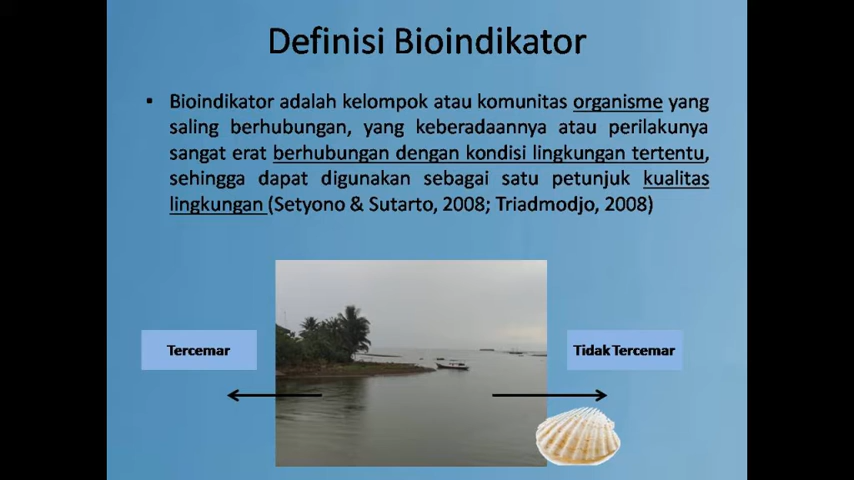 Definisi Bioindikator
▪ Bioindikator adalah kelompok atau komunitas organisme yang
saling berhubungan, yang keberadaannya atau perilakunya
sangat erat berhubungan dengan kondisi lingkungan tertentu,
sehingga dapat digunakan sebagai satu petunjuk kualitas
lingkungan (Setyono & Sutarto, 2008; Triadmodjo, 2008)
Tercemar
Tidak Tercemar